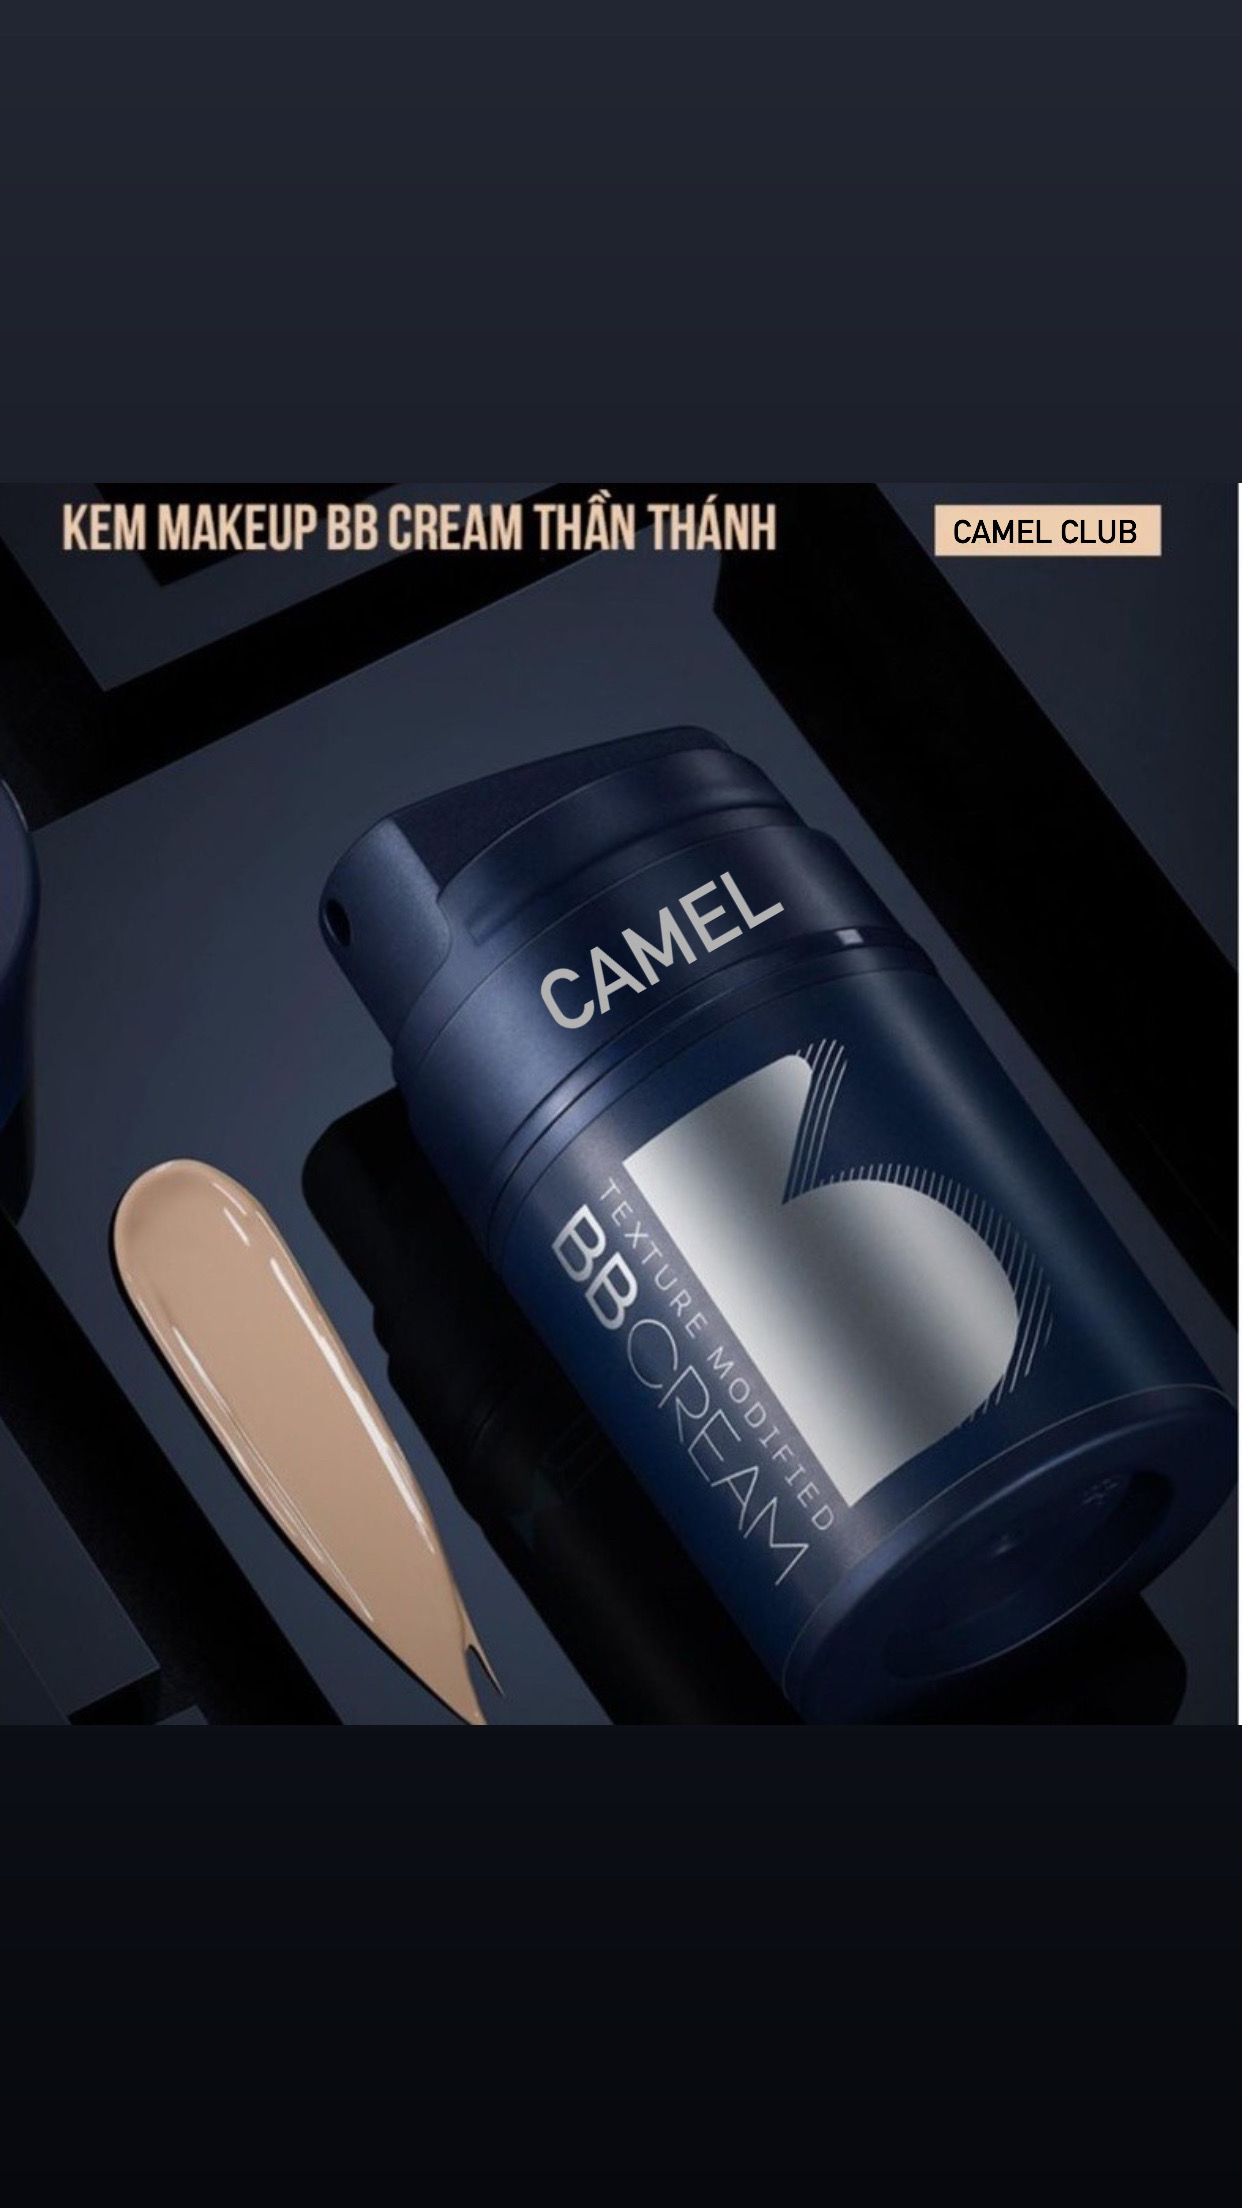 KEM MAKEUP BB CREAM THẦN THÁNH
CAMEL CLUB
CAMEL
TEXTURE MODIFIED
BB CREAM